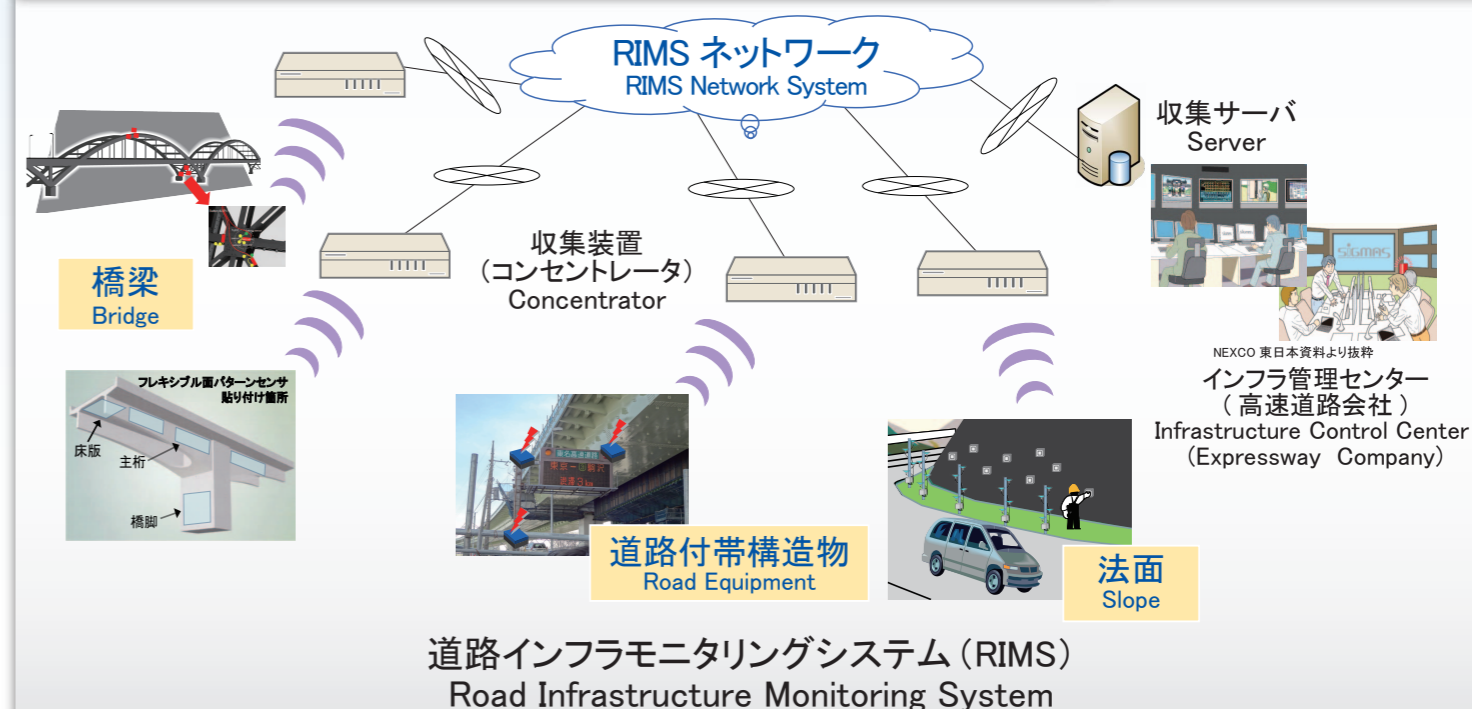 RIMS ネットワーク
RIMS Network System
収集サーバ
Server
収集装置
(コンセントレータ)
Concentrator
橋梁
Bridge
SiGMAS
NEXCO 東日本資料より抜粋
インフラ管理センター
( 高速道路会社 )
Infrastructure Control Center
(Expressway Company)
フレキシブル面パターンセンサ
貼り付け箇所
床版
主桁
橋脚
道路付帯構造物
Road Equipment
法面
Slope
道路インフラモニタリングシステム (RIMS)
Road Infrastructure Monitoring System